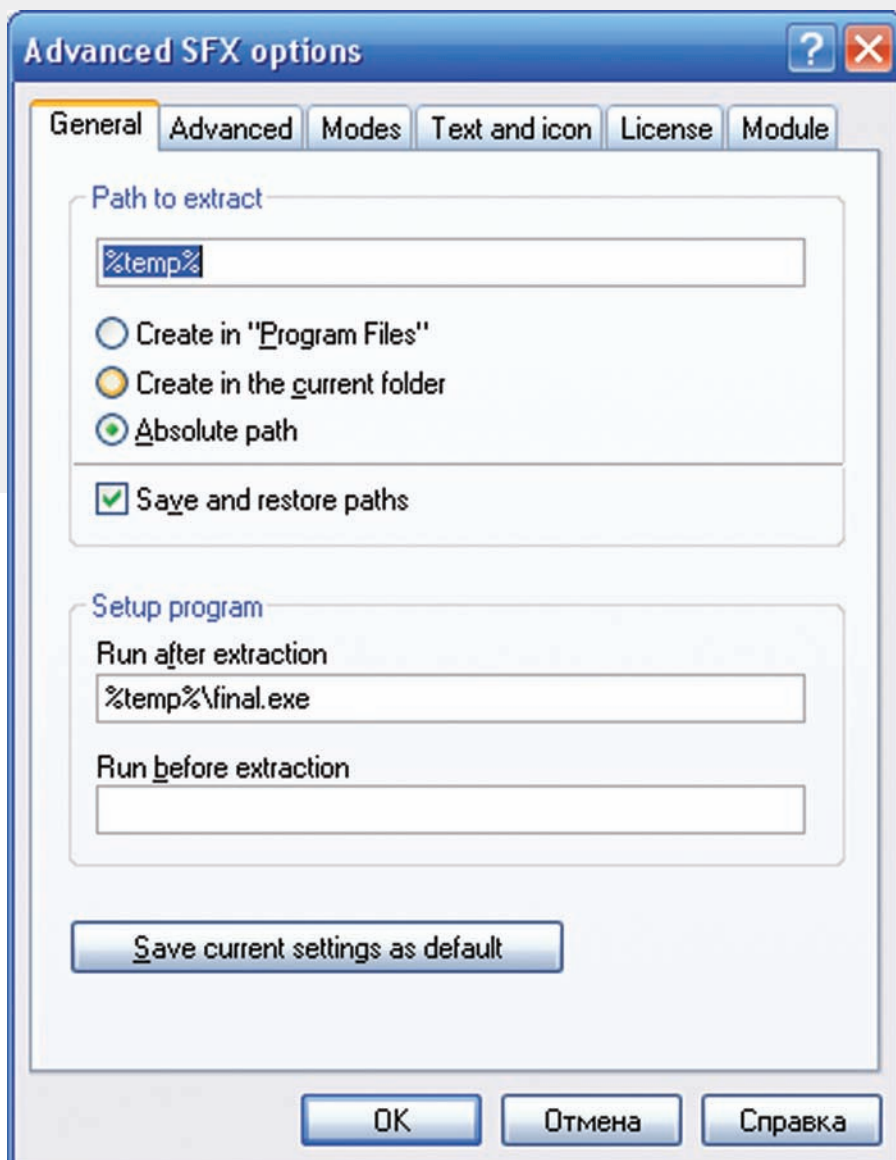 Advanced SFX options
General Advanced Modes Text and icon License Module
Path to extract
%temp%
Create in "Program Files"
Create in the current folder
Absolute path
Save and restore paths
Setup program
Run after extraction
%temp%\final.exe
Run before extraction
Save current settings as default
OK Отмена Справка